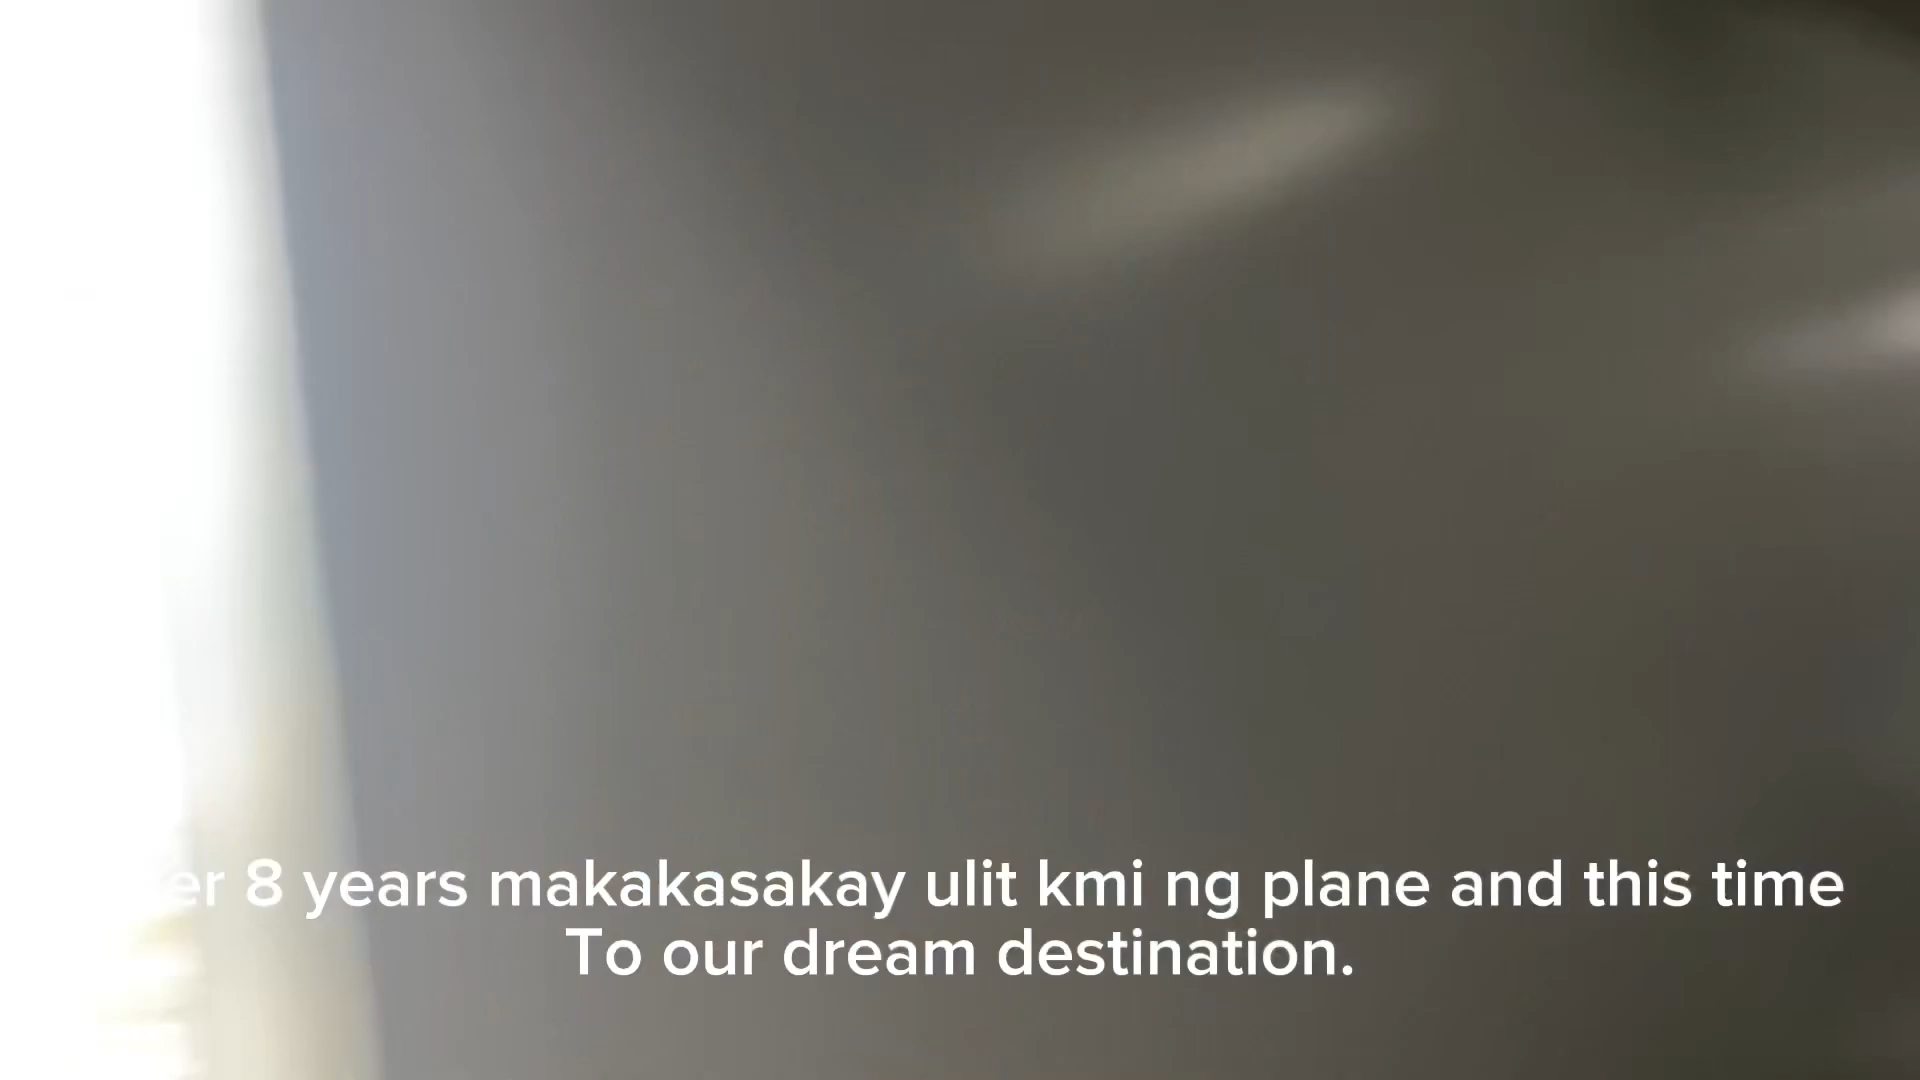 8 years makakasakay ulit kmi ng plane and this time
To our dream destination.